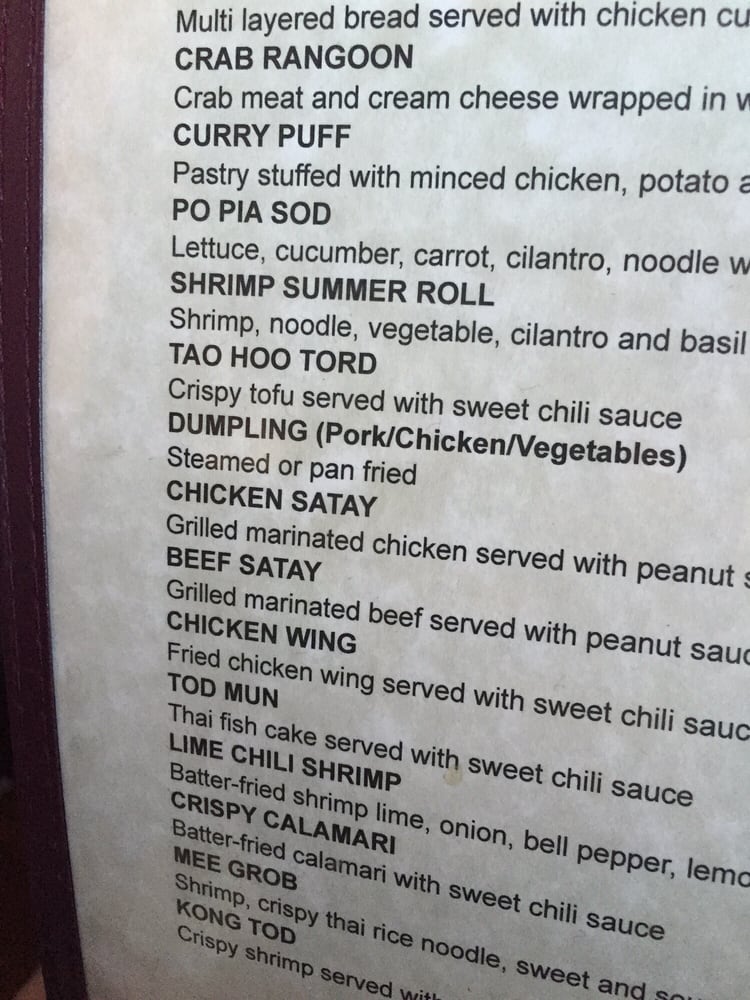 Multi layered bread served with chicken
CRAB RANGOON
Crab meat and cream cheese wrapped in
CURRY PUFF
Pastry stuffed with minced chicken, potato
PO PIA SOD
Lettuce, cucumber, carrot, cilantro, noodle
SHRIMP SUMMER ROLL
Shrimp, noodle, vegetable, cilantro and basil
TAO HOO TORD
Crispy tofu served with sweet chili sauce
DUMPLING (Pork/Chicken/Vegetables)
Steamed or pan fried
CHICKEN SATAY
Grilled marinated chicken served with peanut
BEEF SATAY
Grilled marinated beef served with peanut
CHICKEN WING
Fried chicken wing served with sweet chili
TOD MUN
Thai fish cake served with sweet chili sauce
LIME CHILI SHRIMP
Batter-fried shrimp lime, onion, bell pepper,
CRISPY CALAMARI
Batter-fried calamari with sweet chili sauce
MEE GROB
Shrimp, crispy thai rice noodle, sweet and
KONG TOD
Crispy shrimp served